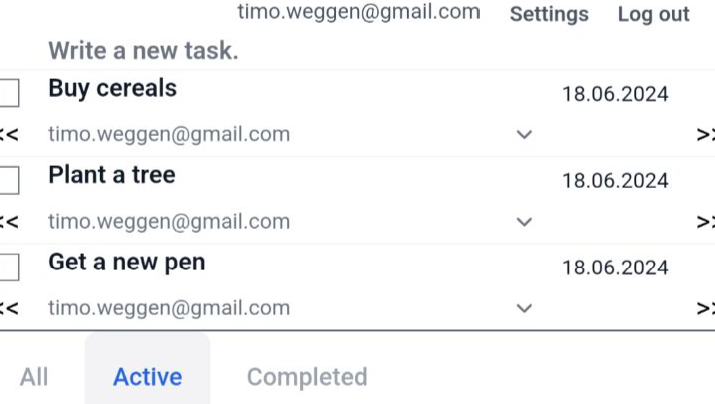 timo.weggen@gmail.com Settings Log out
Write a new task.
Buy cereals 18.06.2024
<< timo.weggen@gmail.com >>
Plant a tree 18.06.2024
<< timo.weggen@gmail.com >>
Get a new pen 18.06.2024
<< timo.weggen@gmail.com >>
All Active Completed